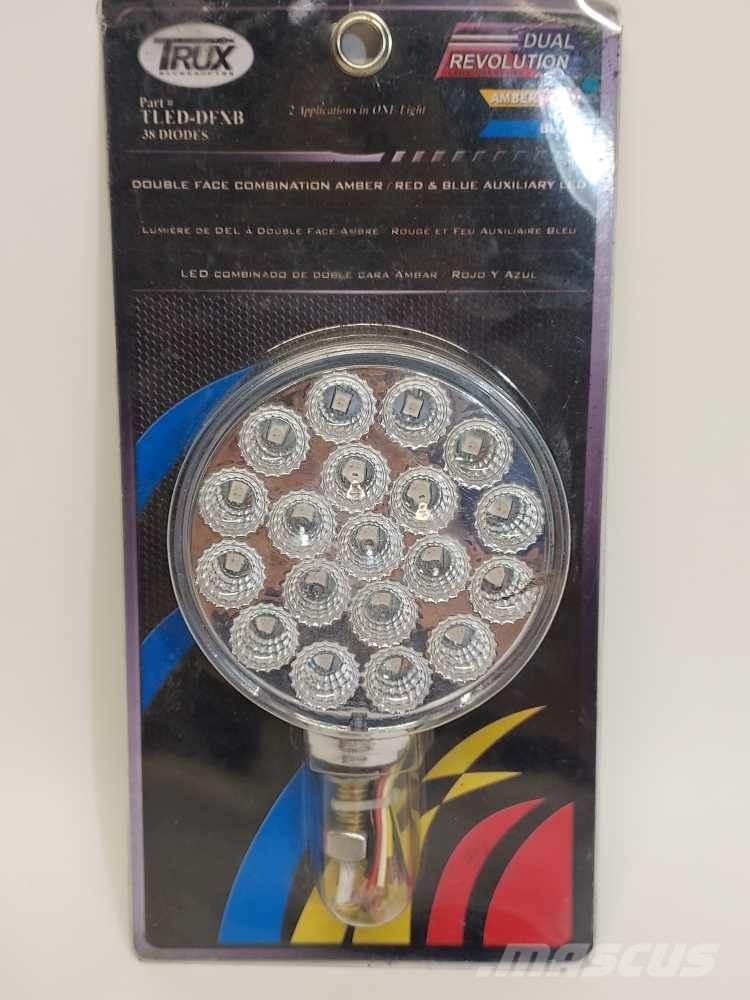 TRUX
ACCESSORIES
Part #
TLED-DFXB
38 DIODES
2 Applications in ONE Light
DUAL
REVOLUTION
AMBER
DOUBLE FACE COMBINATION AMBER / RED & BLUE AUXILIARY LED
LUMIÈRE DE DEL À DOUBLE FACE AMBRE / ROUGE ET FEU AUXILIAIRE BLEU
LED COMBINADO DE DOBLE CARA AMBAR / ROJO Y AZUL
MASCUS